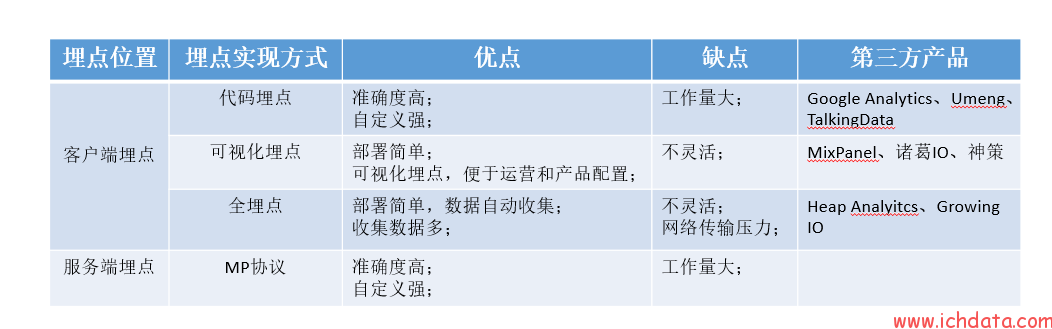 埋点位置 埋点实现方式 优点 缺点 第三方产品
代码埋点 准确度高； 工作量大； Google Analytics、Umeng、
自定义强； TalkingData
客户端埋点 可视化埋点 部署简单； 不灵活； MixPanel、诸葛IO、神策
可视化埋点，便于运营和产品配置；
全埋点 部署简单，数据自动收集； 不灵活； Heap Analyitcs、Growing
收集数据多； 网络传输压力； IO
服务端埋点 MP协议 准确度高； 工作量大；
自定义强；
www.ichdata.com